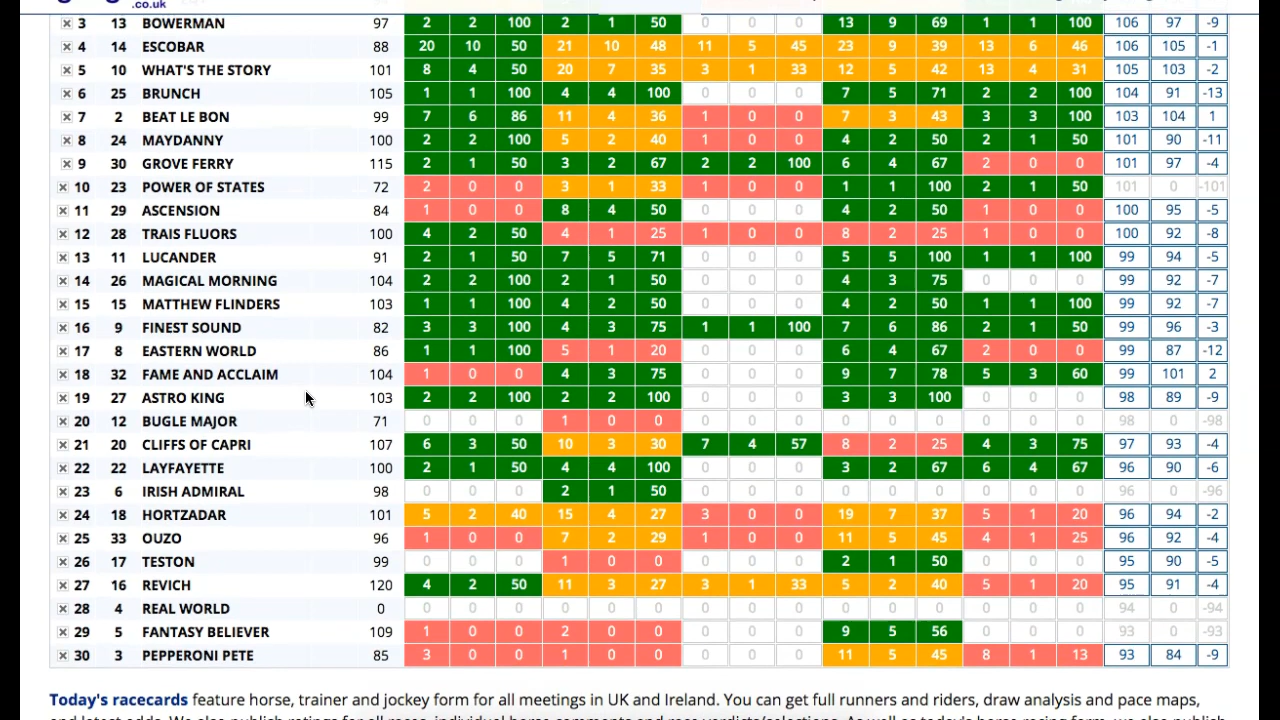 .co.uk
3 13 BOWERMAN 97 2 2 100 2 1 50 0 0 0 13 9 69 1 1 100 106 97 -9
4 14 ESCOBAR 88 20 10 50 21 10 48 11 5 45 23 9 39 13 6 46 106 105 -1
5 10 WHAT'S THE STORY 101 8 4 50 20 7 35 3 1 33 12 5 42 13 4 31 105 103 -2
6 25 BRUNCH 105 1 1 100 4 4 100 0 0 0 7 5 71 2 2 100 104 91 -13
7 2 BEAT LE BON 99 7 6 86 11 4 36 1 0 0 7 3 43 3 3 100 103 104 1
8 24 MAYDANNY 100 2 2 100 5 2 40 1 0 0 4 2 50 2 1 50 101 90 -11
9 30 GROVE FERRY 115 2 1 50 3 2 67 2 2 100 6 4 67 2 0 0 101 97 -4
10 23 POWER OF STATES 72 2 0 0 3 1 33 1 0 0 1 1 100 2 1 50 101 0 -101
11 29 ASCENSION 84 1 0 0 8 4 50 0 0 0 4 2 50 1 0 0 100 95 -5
12 28 TRAIS FLUORS 100 4 2 50 4 1 25 1 0 0 8 2 25 1 0 0 100 92 -8
13 11 LUCANDER 91 2 1 50 7 5 71 0 0 0 5 5 100 1 1 100 99 94 -5
14 26 MAGICAL MORNING 104 2 2 100 2 1 50 0 0 0 4 3 75 0 0 0 99 92 -7
15 15 MATTHEW FLINDERS 103 1 1 100 4 2 50 0 0 0 4 2 50 1 1 100 99 92 -7
16 9 FINEST SOUND 82 3 3 100 4 3 75 1 1 100 7 6 86 2 1 50 99 96 -3
17 8 EASTERN WORLD 86 1 1 100 5 1 20 0 0 0 6 4 67 2 0 0 99 87 -12
18 32 FAME AND ACCLAIM 104 1 0 0 4 3 75 0 0 0 9 7 78 5 3 60 99 101 2
19 27 ASTRO KING 103 2 2 100 2 2 100 0 0 0 3 3 100 0 0 0 98 89 -9
20 12 BUGLE MAJOR 71 0 0 0 1 0 0 0 0 0 0 0 0 0 0 0 98 0 -98
21 20 CLIFFS OF CAPRI 107 6 3 50 10 3 30 7 4 57 8 2 25 4 3 75 97 93 -4
22 22 LAYFAYETTE 100 2 1 50 4 4 100 0 0 0 3 2 67 6 4 67 96 90 -6
23 6 IRISH ADMIRAL 98 0 0 0 2 1 50 0 0 0 0 0 0 0 0 0 96 0 -96
24 18 HORTZADAR 101 5 2 40 15 4 27 3 0 0 19 7 37 5 1 20 96 94 -2
25 33 OUZO 96 1 0 0 7 2 29 1 0 0 11 5 45 4 1 25 96 92 -4
26 17 TESTON 99 0 0 0 1 0 0 0 0 0 2 1 50 0 0 0 95 90 -5
27 16 REVICH 120 4 2 50 11 3 27 3 1 33 5 2 40 5 1 20 95 91 -4
28 4 REAL WORLD 0 0 0 0 0 0 0 0 0 0 0 0 0 0 0 0 94 0 -94
29 5 FANTASY BELIEVER 109 1 0 0 2 0 0 0 0 0 9 5 56 0 0 0 93 0 -93
30 3 PEPPERONI PETE 85 3 0 0 1 0 0 0 0 0 11 5 45 8 1 13 93 84 -9
Today's racecards feature horse, trainer and jockey form for all meetings in UK and Ireland. You can get full runners and riders, draw analysis and pace maps,